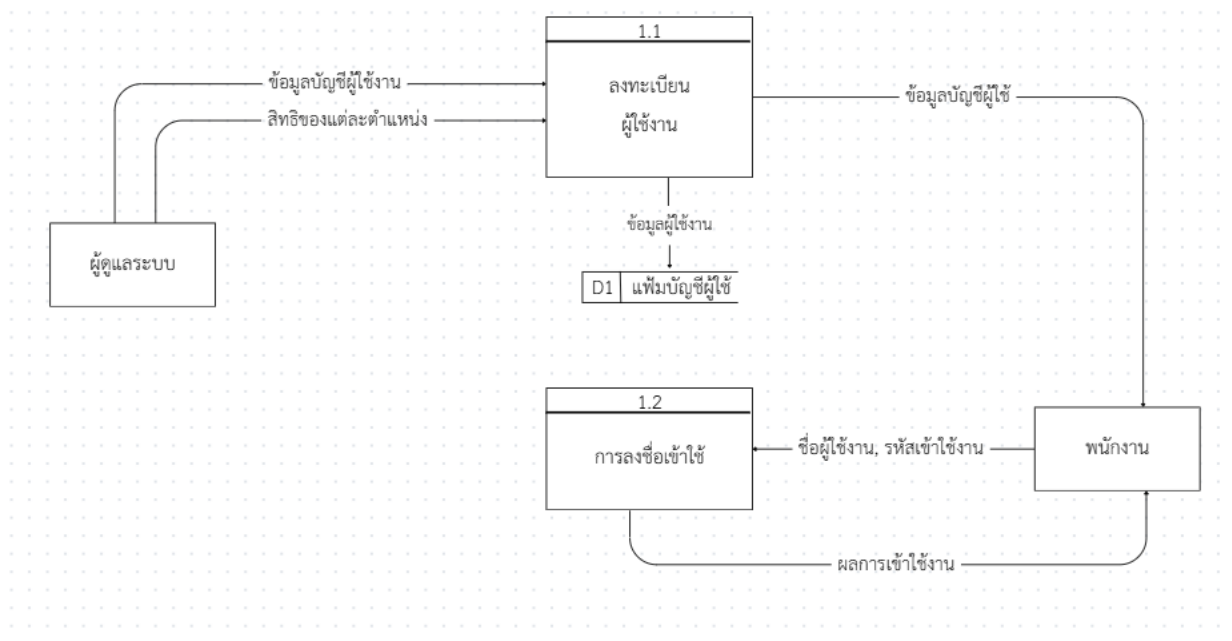 1.1
ลงทะเบียน
ผู้ใช้งาน
ข้อมูลบัญชีผู้ใช้งาน
สิทธิของแต่ละตำแหน่ง
ข้อมูลบัญชีผู้ใช้
ข้อมูลผู้ใช้งาน
ผู้ดูแลระบบ
D1 แฟ้มบัญชีผู้ใช้
1.2
การลงชื่อเข้าใช้
ชื่อผู้ใช้งาน, รหัสเข้าใช้งาน
พนักงาน
ผลการเข้าใช้งาน